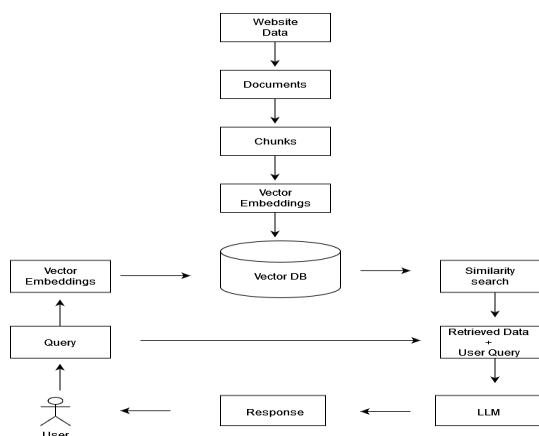 Website
Data
Documents
Chunks
Vector
Embeddings
Vector
Embeddings
Vector DB
Similarity
search
Query
Retrieved Data
+
User Query
User
Response
LLM